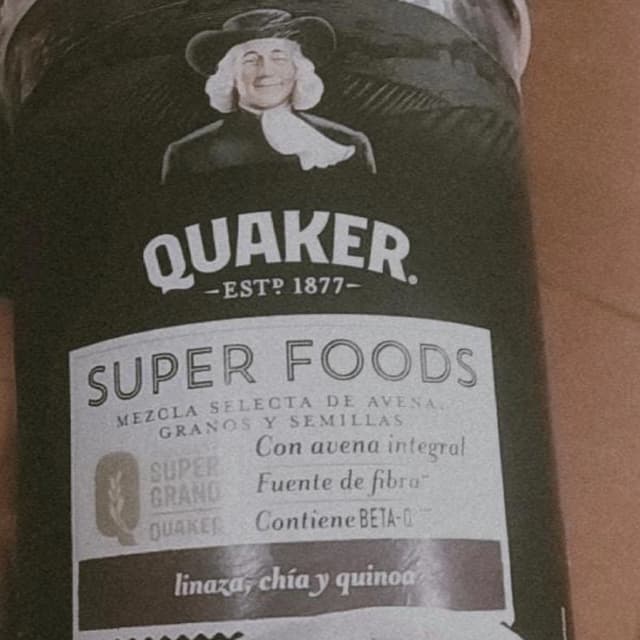 QUAKER.
ESTD 1877
SUPER FOODS
MEZCLA SELECTA DE AVENA,
GRANOS Y SEMILLAS
Con avena integral
Fuente de fibra
Contiene BETA-G
SUPER
GRANO
QUAKER
linaza, chía y quinoa